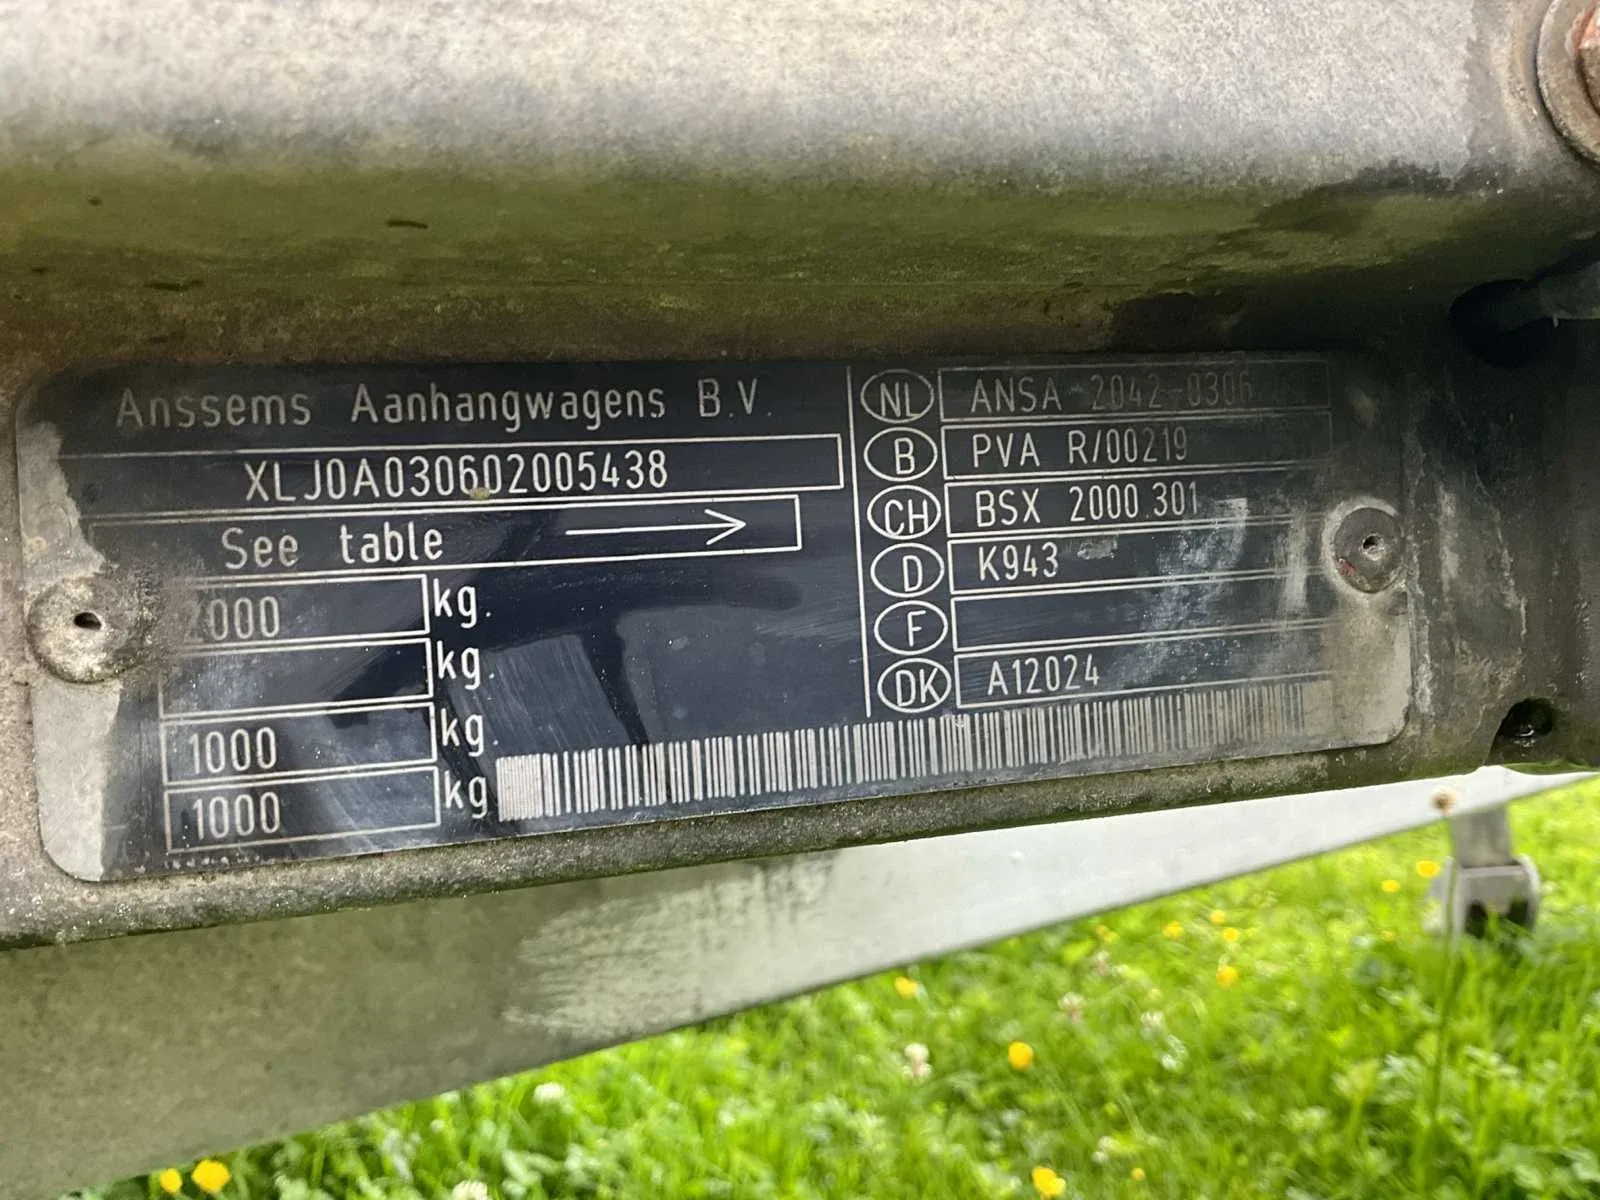 Anssems Aanhangwagens B.V.
XLJ0A030602005438
See table
2000 kg.
kg.
1000 kg.
1000 kg
NL ANSA-2042-0306
B PVA R/00219
CH BSX 2000.301
D K943
F
DK A12024